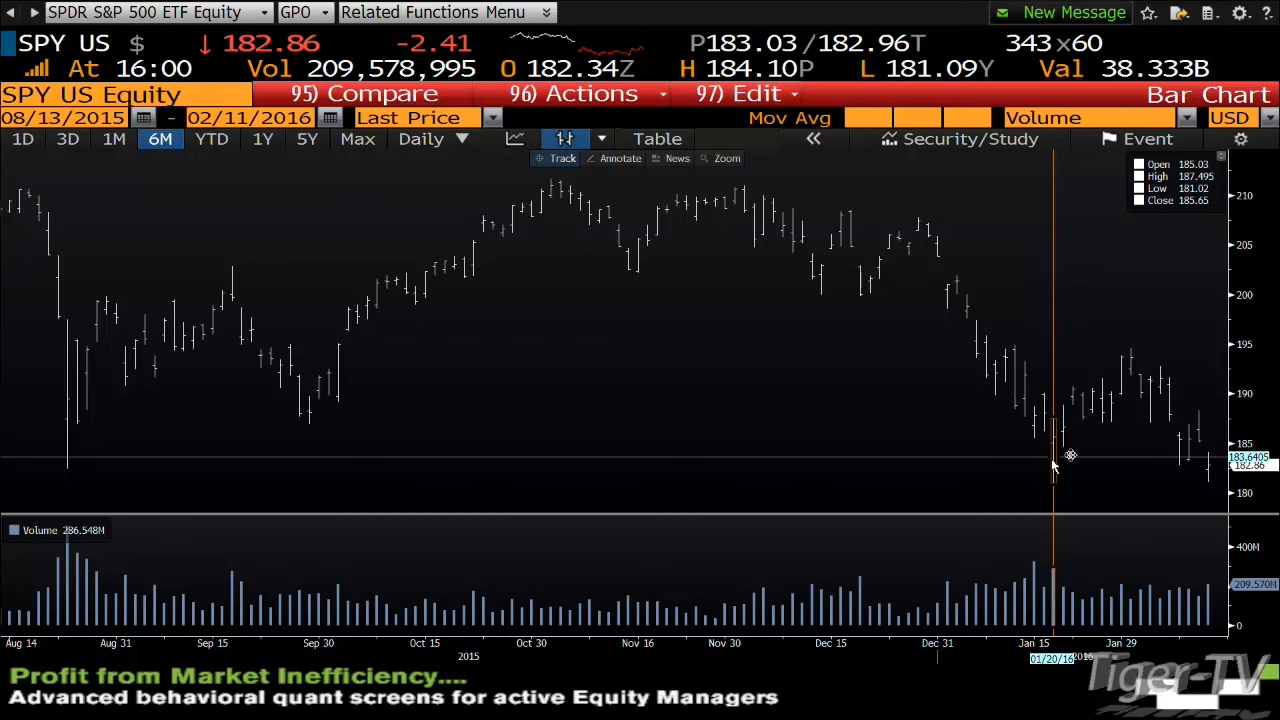 SPDR S&P 500 ETF Equity GPO Related Functions Menu New Message
SPY US $ ↓ 182.86 -2.41 P183.03/182.96T 343x60
At 16:00 Vol 209,578,995 O 182.34Z H 184.10P L 181.09Y Val 38.333B
SPY US Equity 95) Compare 96) Actions 97) Edit Bar Chart
08/13/2015 - 02/11/2016 Last Price Mov Avg Volume USD
1D 3D 1M 6M YTD 1Y 5Y Max Daily Table Security/Study Event
Track Annotate News Zoom
Open 185.03
High 187.495
Low 181.02
Close 185.65
210
205
200
195
190
185
183.6405
182.86
180
Volume 286.548M
400M
209.570M
0
Aug 14 Aug 31 Sep 15 Sep 30 Oct 15 Oct 30 Nov 16 Nov 30 Dec 15 Dec 31 Jan 15 Jan 29
2015 01/20/16 2016
Profit from Market Inefficiency....
Advanced behavioral quant screens for active Equity Managers
Tiger-TV